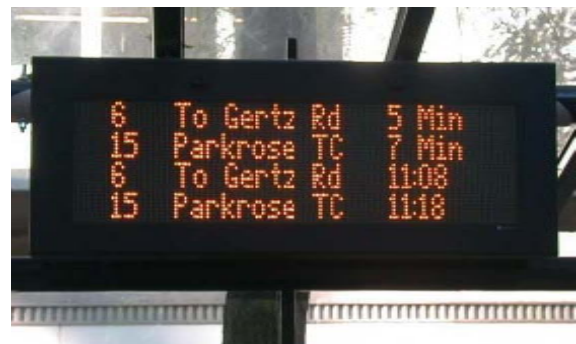 6 To Gertz Rd 5 Min
15 Parkrose TC 7 Min
6 To Gertz Rd 11:08
15 Parkrose TC 11:18